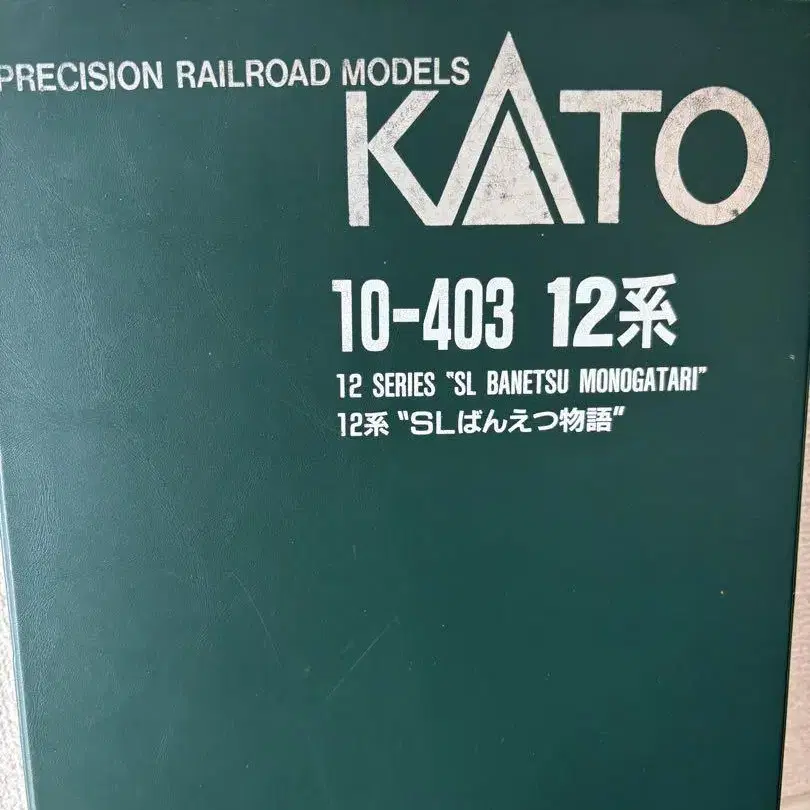 PRECISION RAILROAD MODELS
KATO
10-403 12系
12 SERIES "SL BANETSU MONOGATARI"
12系 "SLばんえつ物語"